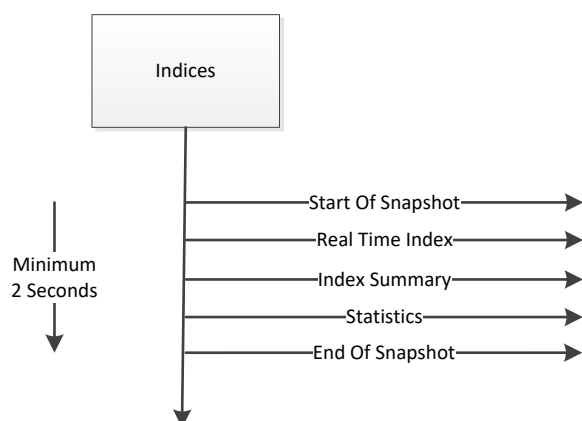 Indices
Start Of Snapshot
Real Time Index
Minimum
2 Seconds
Index Summary
Statistics
End Of Snapshot